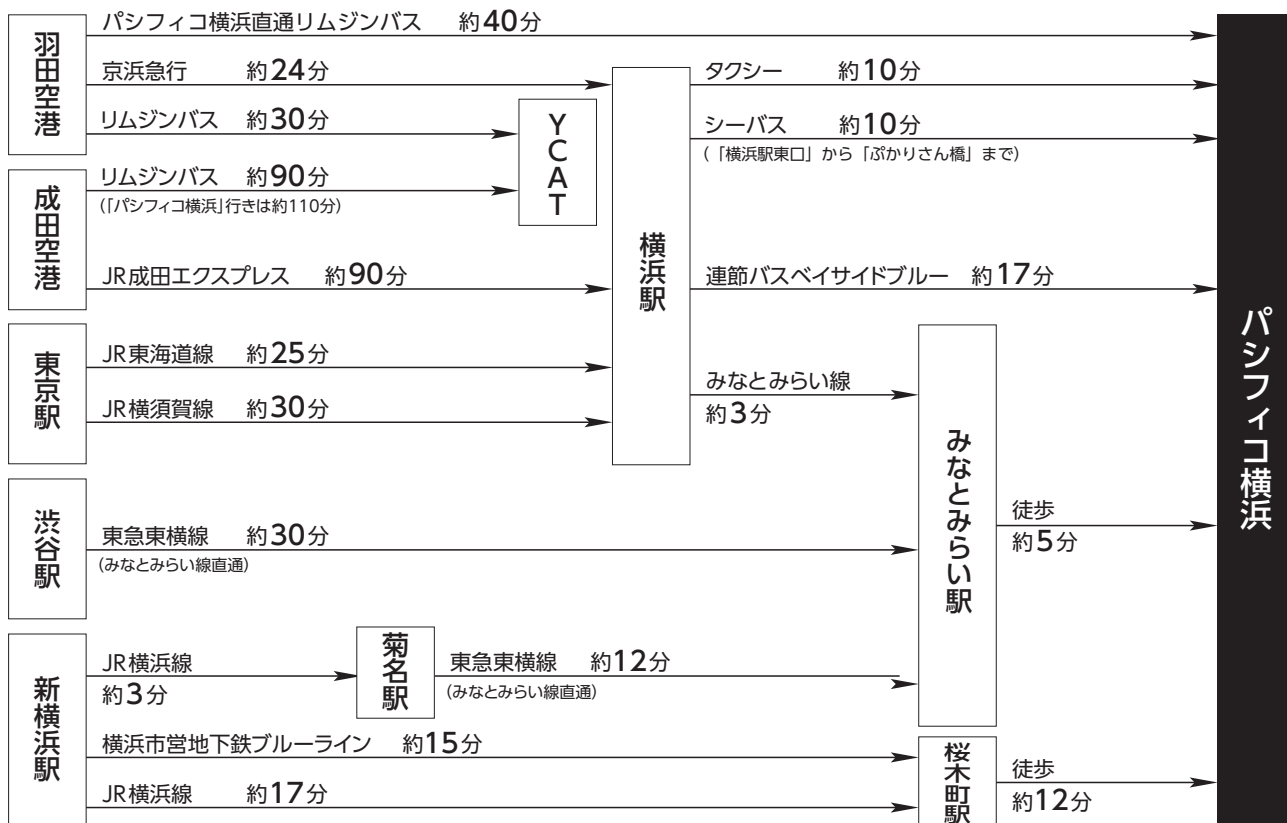 羽田空港
パシフィコ横浜直通リムジンバス 約40分
京浜急行 約24分
リムジンバス 約30分
成田空港
リムジンバス 約90分
(「パシフィコ横浜」行きは約110分)
JR成田エクスプレス 約90分
YCAT
東京駅
JR東海道線 約25分
JR横須賀線 約30分
横浜駅
タクシー 約10分
シーバス 約10分
(「横浜駅東口」から「ぷかりさん橋」まで)
連節バスベイサイドブルー 約17分
みなとみらい線
約3分
渋谷駅
東急東横線 約30分
(みなとみらい線直通)
新横浜駅
JR横浜線
約3分
菊名駅
東急東横線 約12分
(みなとみらい線直通)
横浜市営地下鉄ブルーライン 約15分
JR横浜線 約17分
みなとみらい駅
徒歩
約5分
桜木町駅
徒歩
約12分
パシフィコ横浜